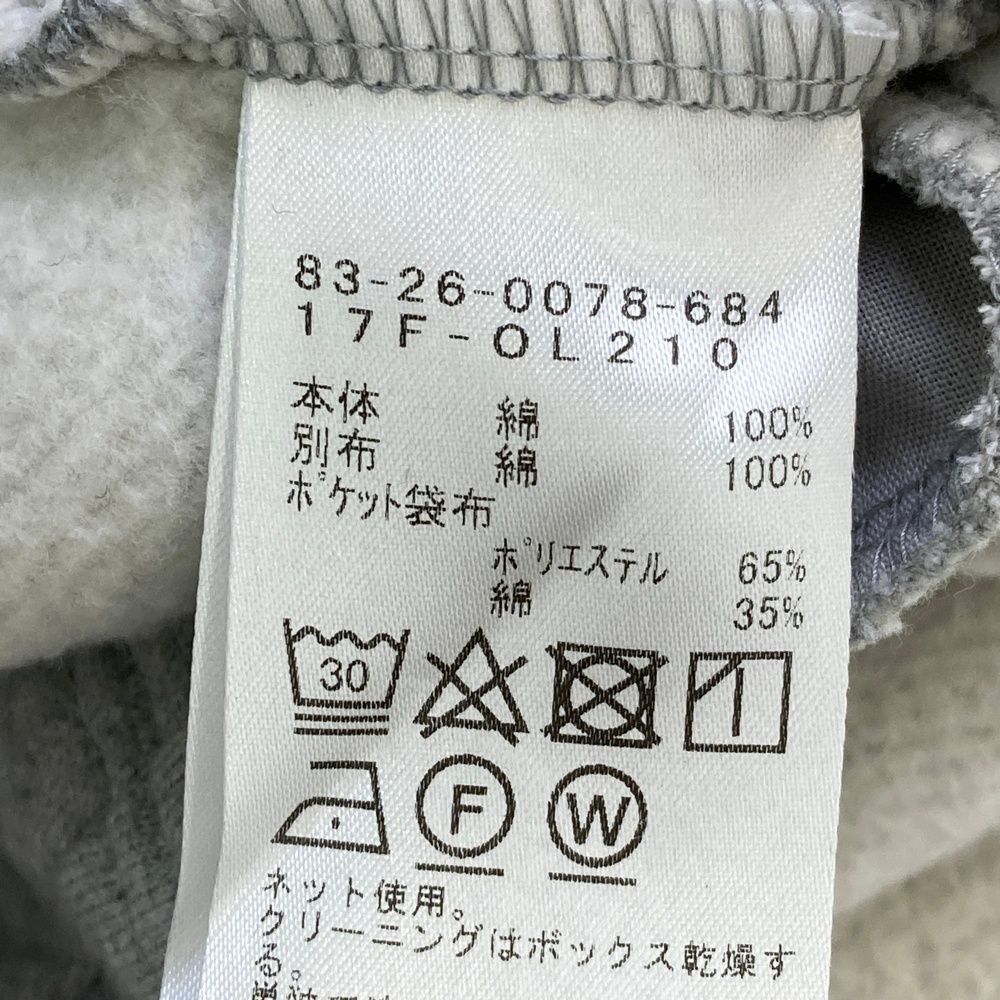 83-26-0078-684
17F-OL210
本体 綿 100%
別布 綿 100%
ポケット袋布
ポリエステル 65%
綿 35%
30
F W
ネット使用。
クリーニングはボックス乾燥す
る。